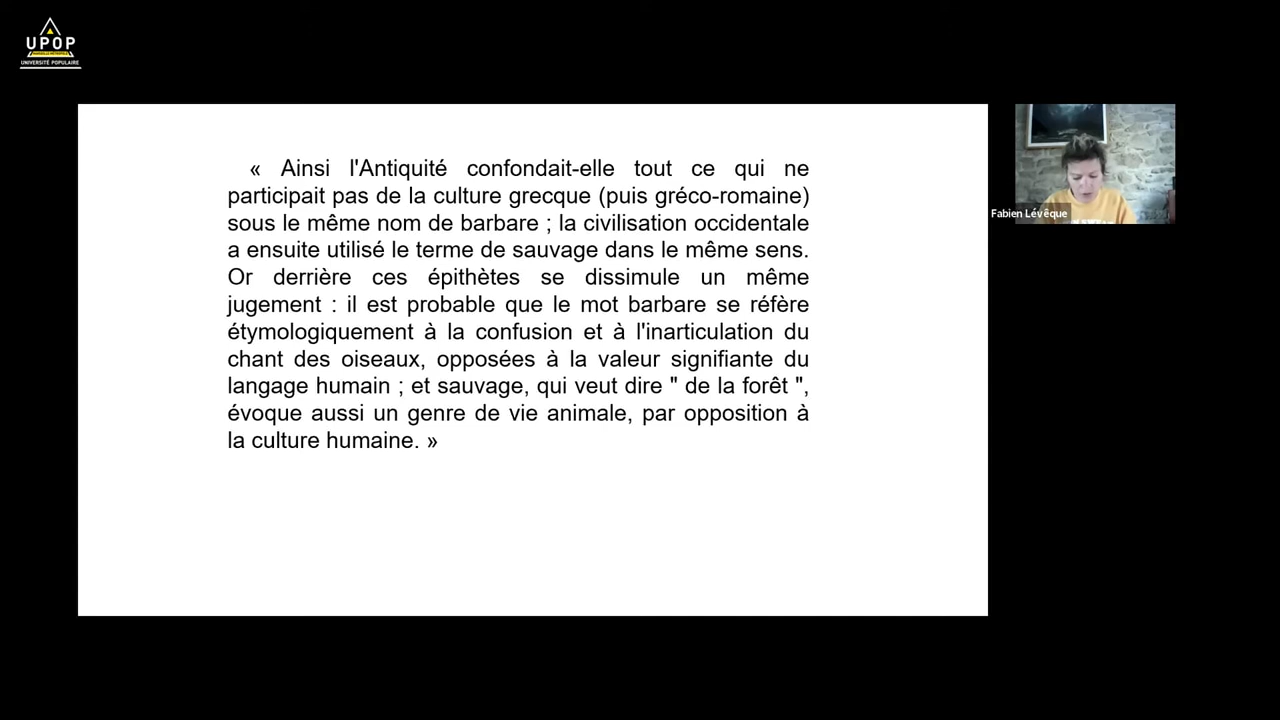 UPOP
UNIVERSITÉ POPULAIRE
« Ainsi l'Antiquité confondait-elle tout ce qui ne
participait pas de la culture grecque (puis gréco-romaine)
sous le même nom de barbare ; la civilisation occidentale
a ensuite utilisé le terme de sauvage dans le même sens.
Or derrière ces épithètes se dissimule un même
jugement : il est probable que le mot barbare se réfère
étymologiquement à la confusion et à l'inarticulation du
chant des oiseaux, opposées à la valeur signifiante du
langage humain ; et sauvage, qui veut dire " de la forêt ",
évoque aussi un genre de vie animale, par opposition à
la culture humaine. »
Fabien Lévêque